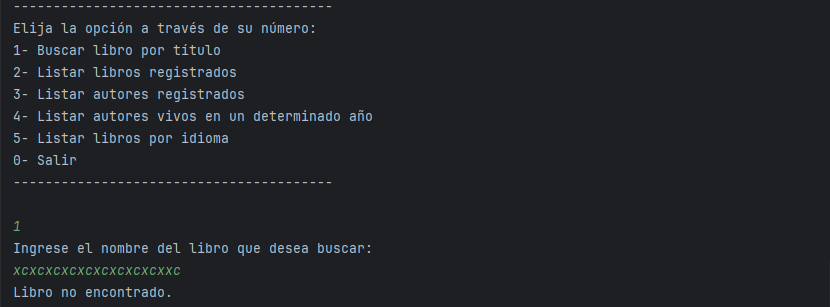 ----------------------------------------
Elija la opción a través de su número:
1- Buscar libro por título
2- Listar libros registrados
3- Listar autores registrados
4- Listar autores vivos en un determinado año
5- Listar libros por idioma
0- Salir
----------------------------------------
1
Ingrese el nombre del libro que desea buscar:
xcxcxcxcxcxcxcxcxcxxc
Libro no encontrado.